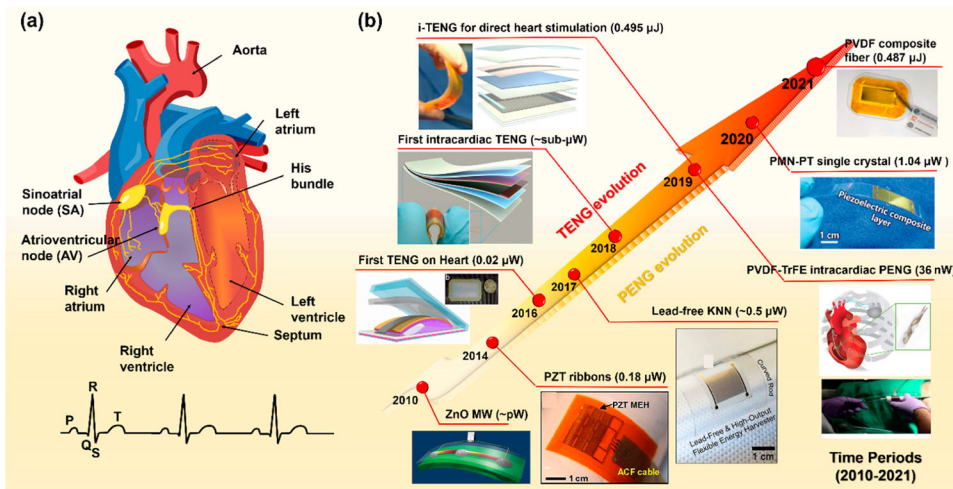 (a)
Aorta
Left
atrium
His
bundle
Sinoatrial
node (SA)
Atrioventricular
node (AV)
Right
atrium
Left
ventricle
Septum
Right
ventricle
R
P
T
Q
S
(b)
i-TENG for direct heart stimulation (0.495 μJ)
PVDF composite
fiber (0.487 μJ)
2021
2020
First intracardiac TENG (~sub-μW)
PMN-PT single crystal (1.04 μW )
2019
Piezoelectric composite
layer
1 cm
TENG evolution
PENG evolution
2018
First TENG on Heart (0.02 μW)
PVDF-TrFE intracardiac PENG (36 nW)
2017
2016
Lead-free KNN (~0.5 μW)
2014
PZT ribbons (0.18 μW)
Curved Rod
2010
ZnO MW (~pW)
PZT MEH
Lead-Free & High-Output
Flexible Energy Harvester
ACF cable
1 cm
1 cm
Time Periods
(2010-2021)